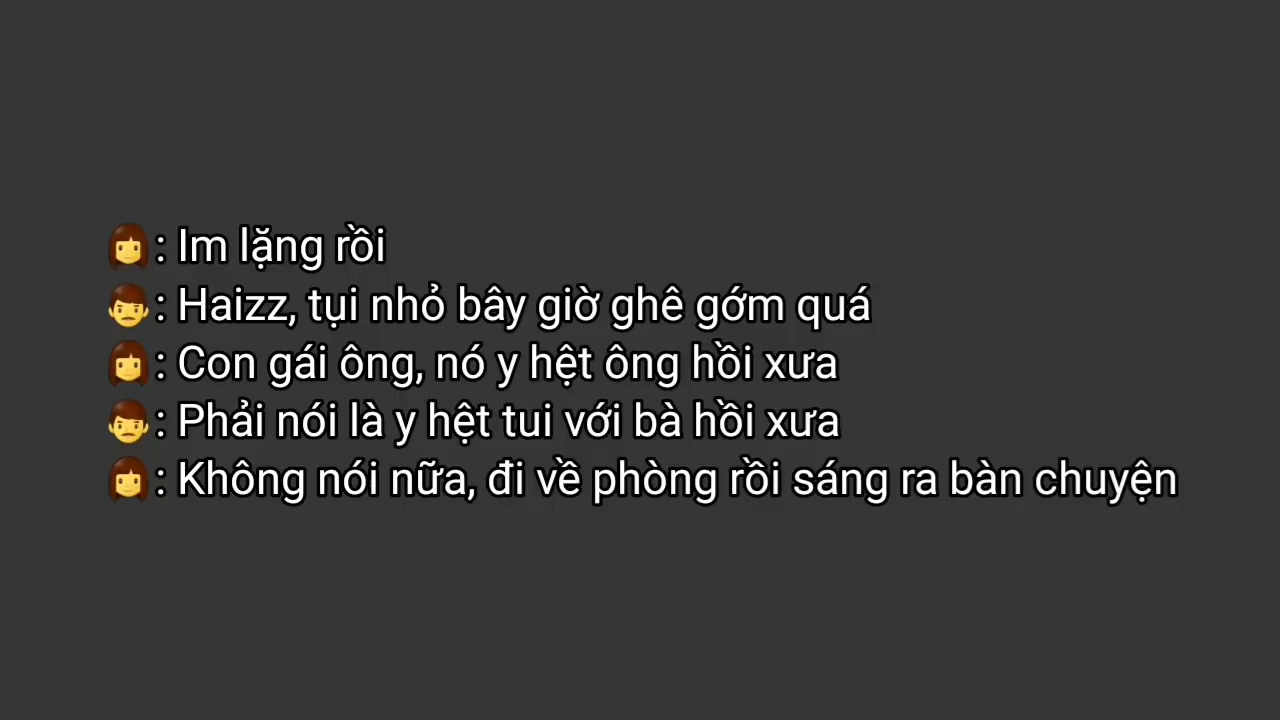 👩: Im lặng rồi
👨: Haizz, tụi nhỏ bây giờ ghê gớm quá
👩: Con gái ông, nó y hệt ông hồi xưa
👨: Phải nói là y hệt tui với bà hồi xưa
👩: Không nói nữa, đi về phòng rồi sáng ra bàn chuyện